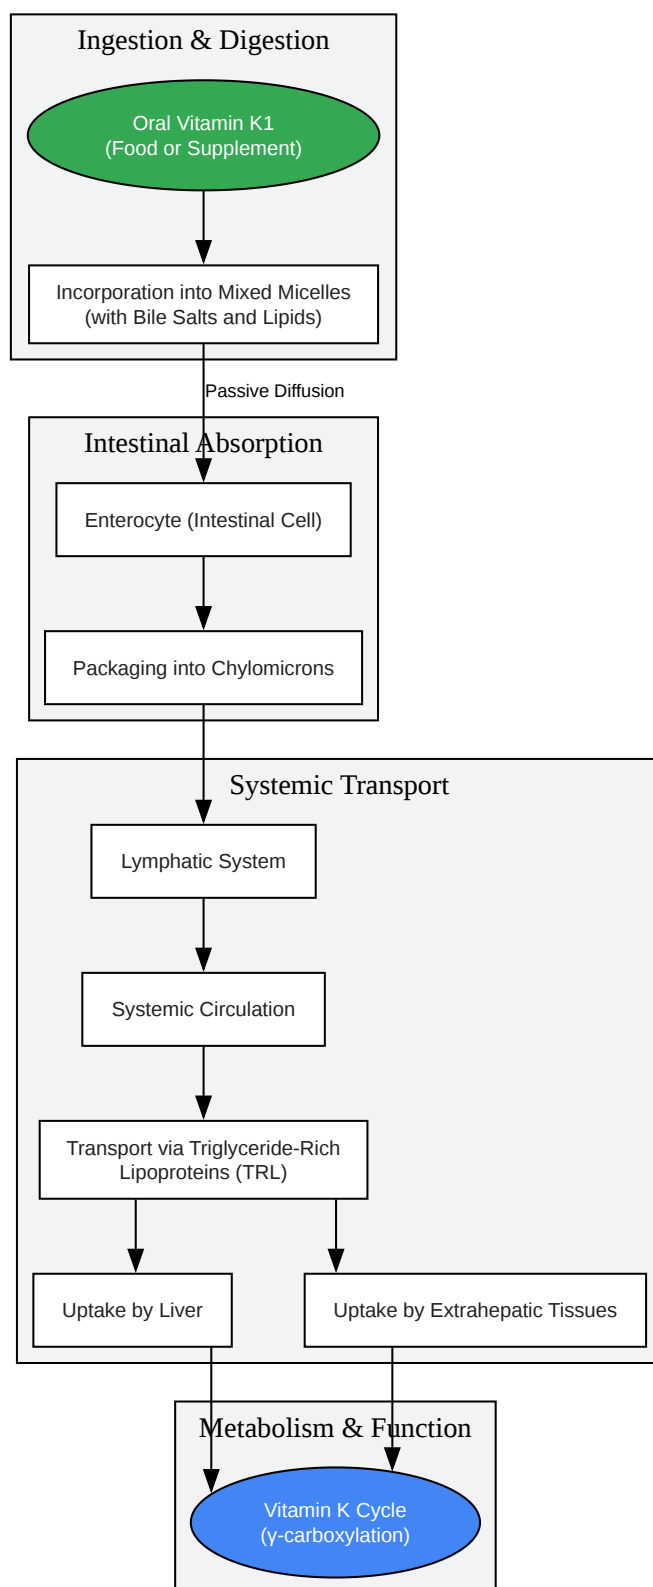 Ingestion & Digestion
Oral Vitamin K1
(Food or Supplement)
Incorporation into Mixed Micelles
(with Bile Salts and Lipids)
Passive Diffusion
Intestinal Absorption
Enterocyte (Intestinal Cell)
Packaging into Chylomicrons
Systemic Transport
Lymphatic System
Systemic Circulation
Transport via Triglyceride-Rich
Lipoproteins (TRL)
Uptake by Liver
Uptake by Extrahepatic Tissues
Metabolism & Function
Vitamin K Cycle
(γ-carboxylation)